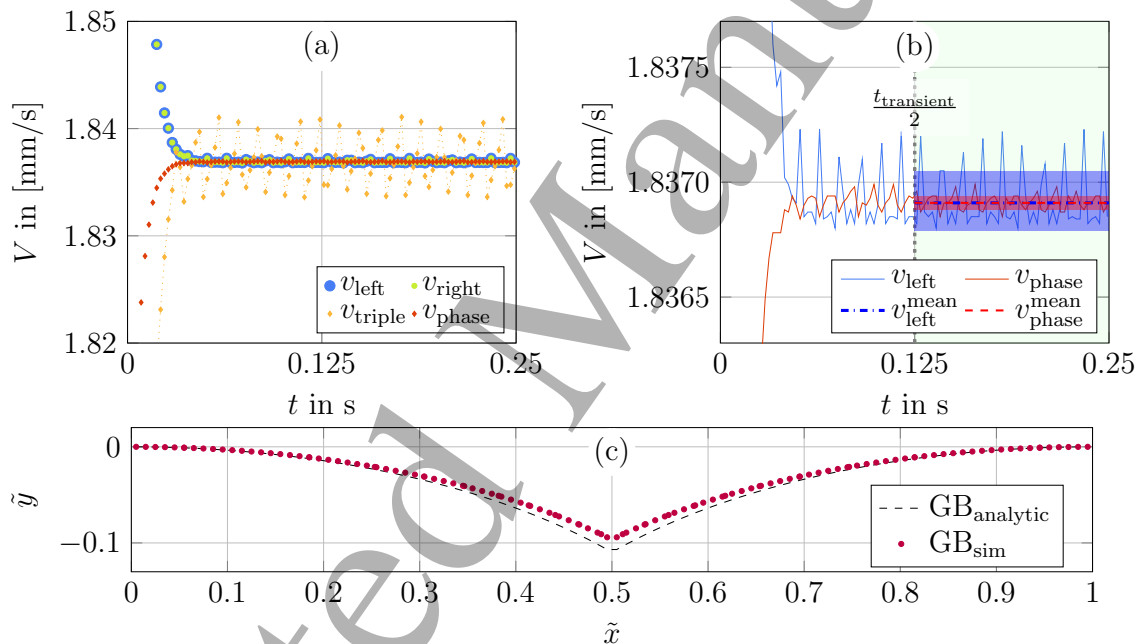 1.85
1.84
1.83
1.82
V in [mm/s]
(a)
v_left v_right
v_triple v_phase
0 0.125 0.25
t in s
1.8375
1.8370
1.8365
V in [mm/s]
(b)
t_transient
2
v_left v_phase
v_left^mean v_phase^mean
0 0.125 0.25
t in s
0
−0.1
ỹ
(c)
GB_analytic
GB_sim
0 0.1 0.2 0.3 0.4 0.5 0.6 0.7 0.8 0.9 1
x̃